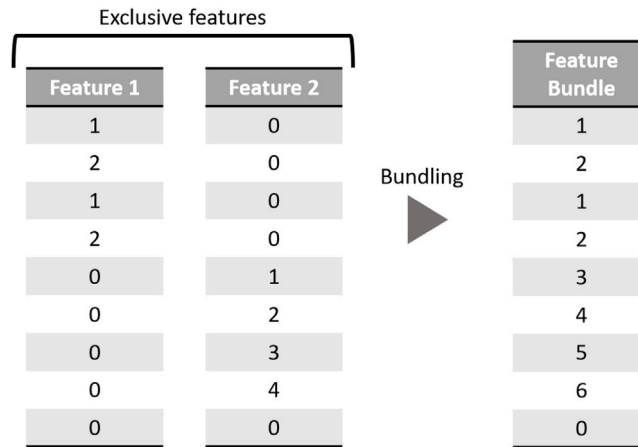 Exclusive features
Feature 1 Feature 2 Feature Bundle
1 0 1
2 0 2
1 0 1
2 0 2
Bundling
0 1 3
0 2 4
0 3 5
0 4 6
0 0 0